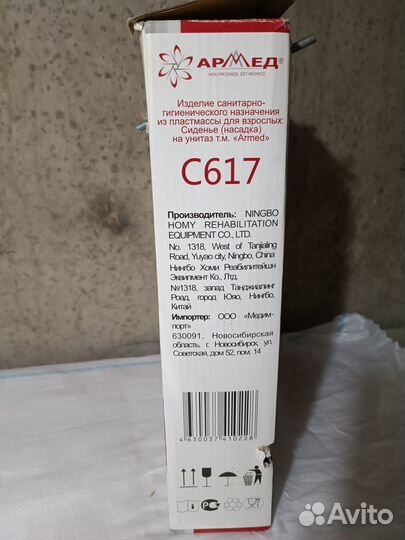 АРМЕД®
NON PROGREDI, EST REGREDI
Изделие санитарно-
гигиенического назначения
из пластмассы для взрослых:
Сиденье (насадка)
на унитаз т.м. «Armed»
C617
Производитель: NINGBO
HOMY REHABILITATION
EQUIPMENT CO., LTD.
No. 1318, West of Tanjialing
Road, Yuyao city, Ningbo, China
Нингбо Хоми Реабилитейшн
Эквипмент Ко., Лтд.
№1318, запад Танджиалинг
Роад, город Юяо, Нингбо,
Китай
Импортер: ООО «Медим-
порт»
630091, Новосибирская
область, г. Новосибирск, ул.
Советская, дом 52, пом. 14
4630037410228
Avito